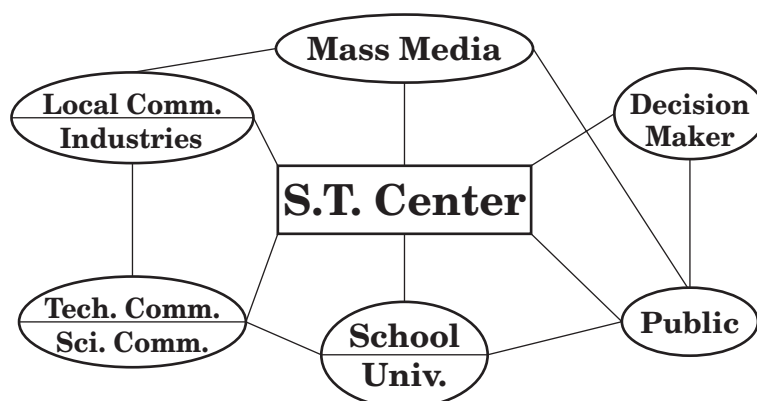 Mass Media
Local Comm.
Industries
Decision
Maker
S.T. Center
Tech. Comm.
Sci. Comm.
School
Univ.
Public